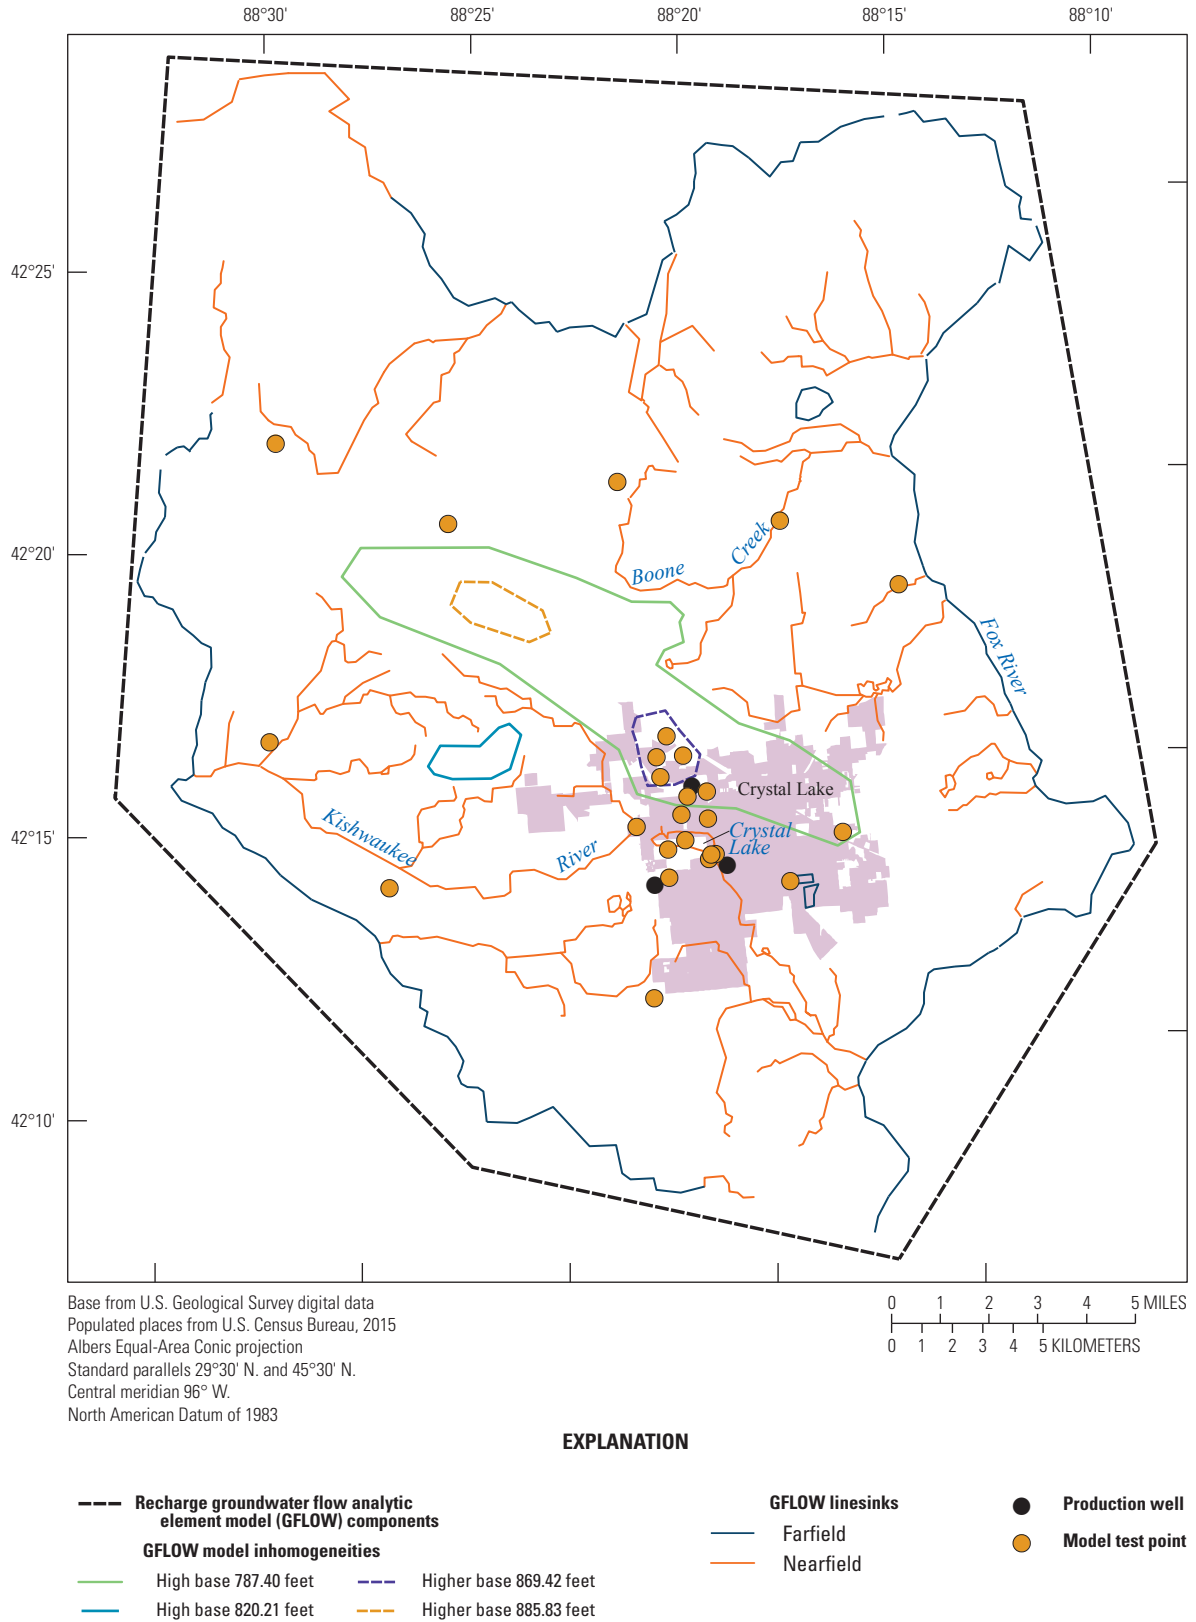 88°30' 88°25' 88°20' 88°15' 88°10'
42°25'
42°20'
42°15'
42°10'
Boone
Creek
Fox River
Crystal Lake
Crystal
Lake
Kishwaukee
River
Base from U.S. Geological Survey digital data
Populated places from U.S. Census Bureau, 2015
Albers Equal-Area Conic projection
Standard parallels 29°30' N. and 45°30' N.
Central meridian 96° W.
North American Datum of 1983
0 1 2 3 4 5 MILES
0 1 2 3 4 5 KILOMETERS
EXPLANATION
Recharge groundwater flow analytic
element model (GFLOW) components
GFLOW model inhomogeneities
High base 787.40 feet
High base 820.21 feet
Higher base 869.42 feet
Higher base 885.83 feet
GFLOW linesinks
Farfield
Nearfield
Production well
Model test point